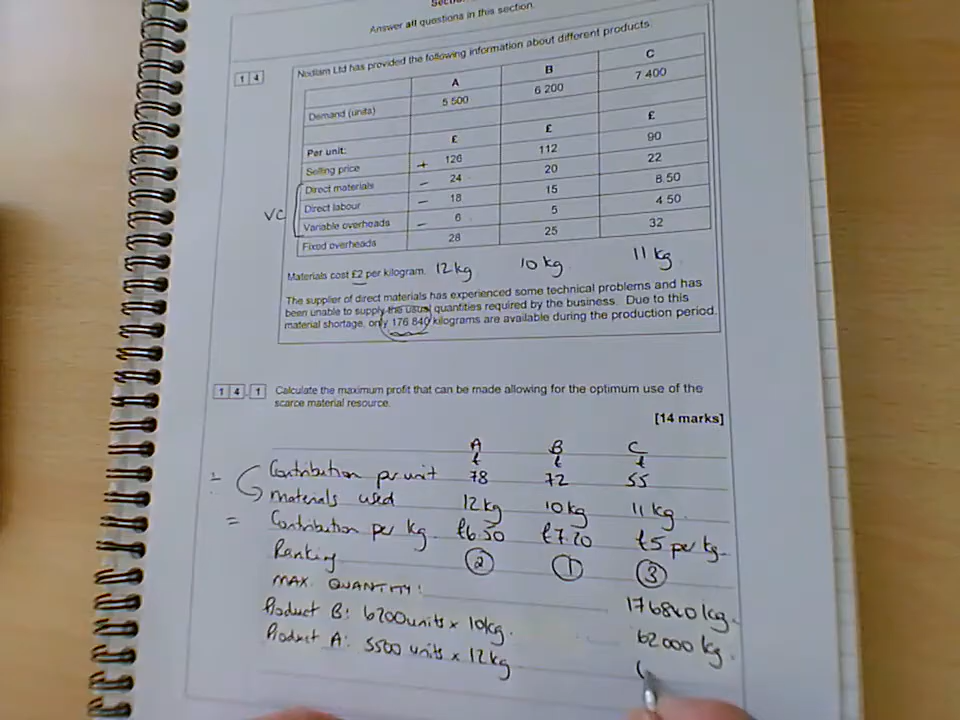 Answer all questions in this section.
1 4
Nodlam Ltd has provided the following information about different products.
A B C
Demand (units) 5 500 6 200 7 400
Per unit: £ £ £
Selling price + 126 112 90
Direct materials − 24 20 22
VC Direct labour − 18 15 8.50
Variable overheads − 6 5 4.50
Fixed overheads 28 25 32
Materials cost £2 per kilogram. 12kg 10kg 11kg
The supplier of direct materials has experienced some technical problems and has
been unable to supply the usual quantities required by the business. Due to this
material shortage, only 176 840 kilograms are available during the production period.
1 4 . 1 Calculate the maximum profit that can be made allowing for the optimum use of the
scarce material resource.
[14 marks]
A B C
£ £ £
Contribution per unit 78 72 55
÷ materials used 12kg 10kg 11kg
= Contribution per kg £6.50 £7.20 £5 per kg
Ranking 2 1 3
MAX. QUANTITY:
176840kg.
Product B: 6200units × 10kg. 62000kg.
Product A: 5500 units × 12kg (